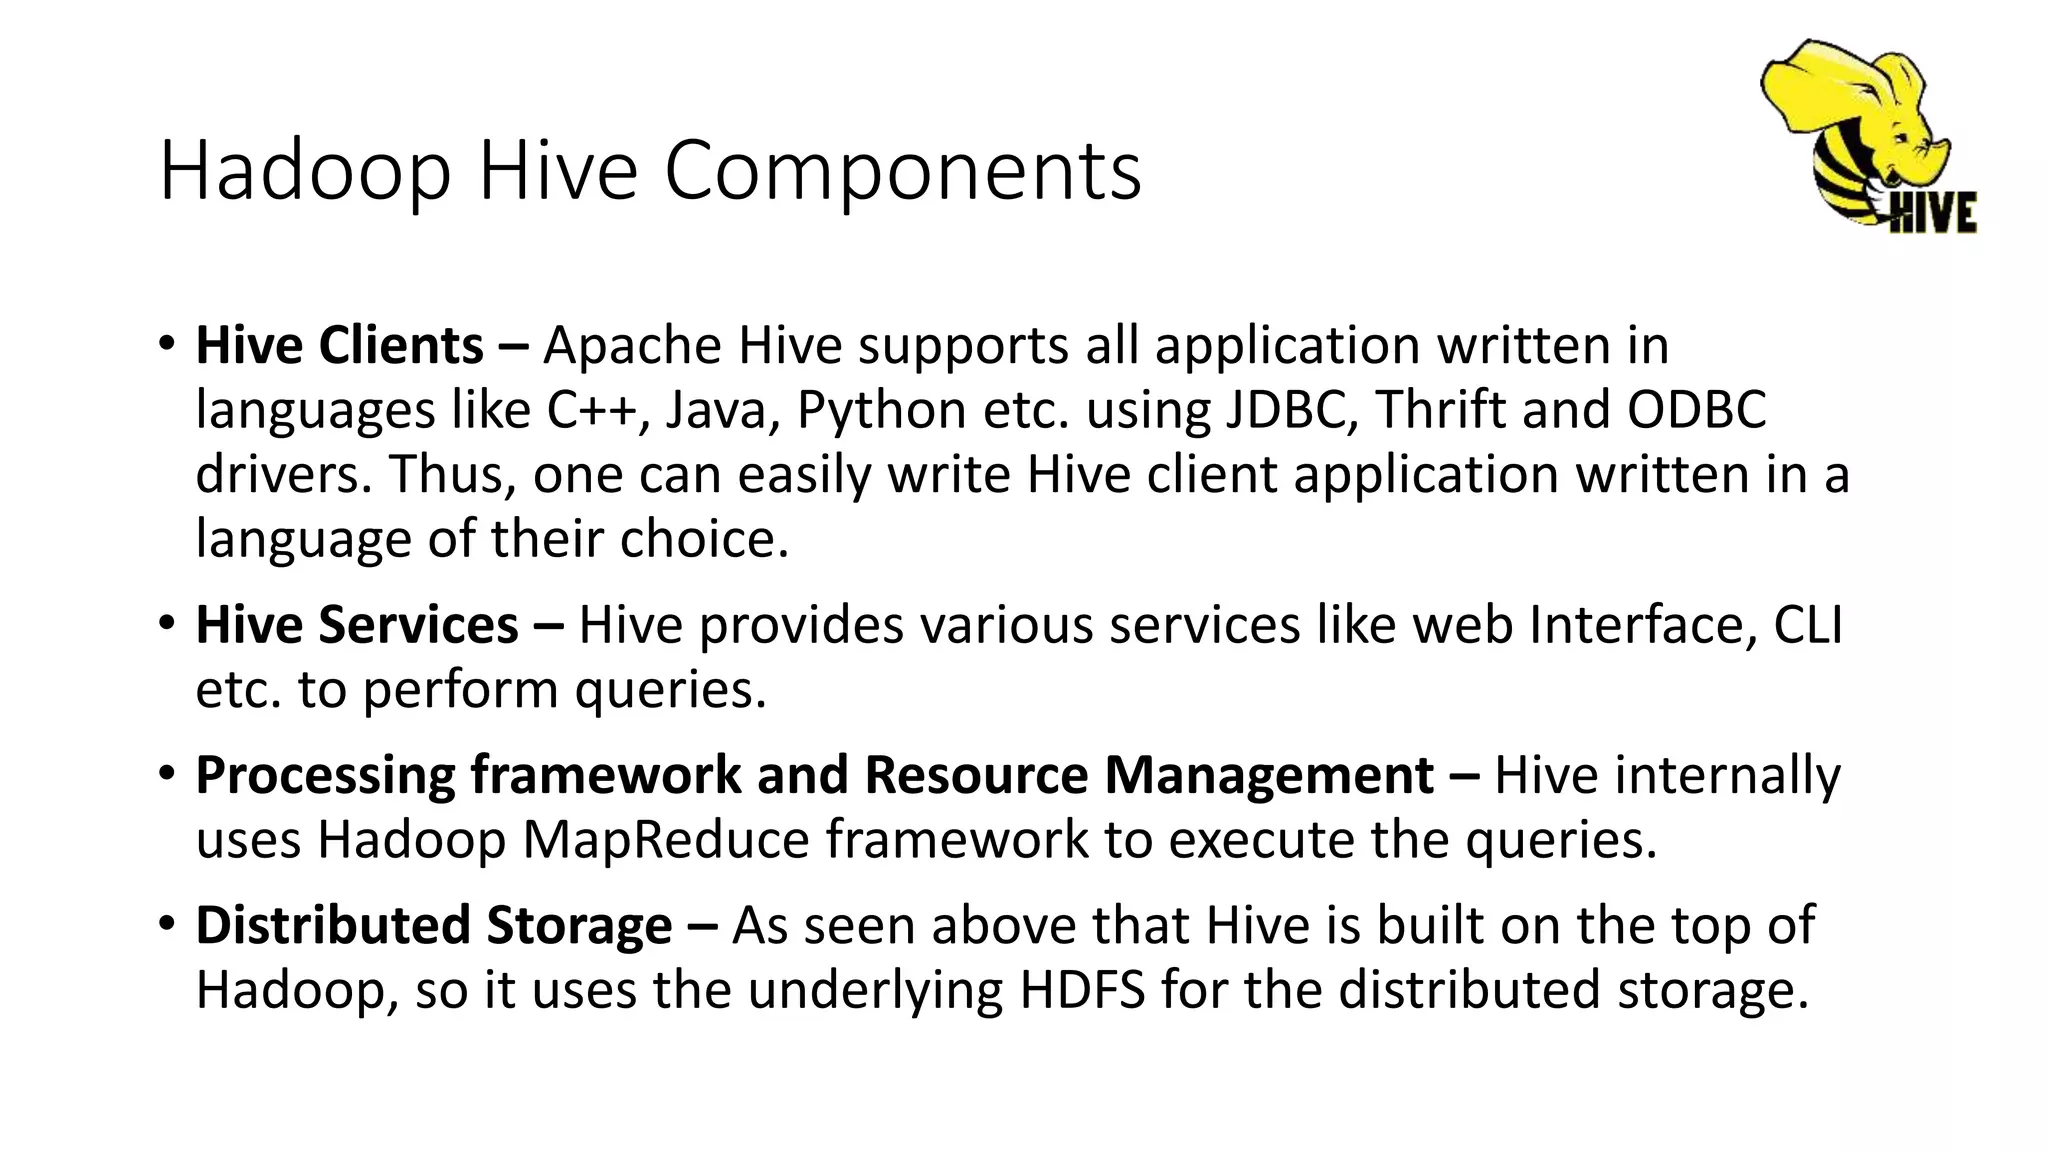 Hadoop Hive Components
HIVE
• Hive Clients – Apache Hive supports all application written in
languages like C++, Java, Python etc. using JDBC, Thrift and ODBC
drivers. Thus, one can easily write Hive client application written in a
language of their choice.
• Hive Services – Hive provides various services like web Interface, CLI
etc. to perform queries.
• Processing framework and Resource Management – Hive internally
uses Hadoop MapReduce framework to execute the queries.
• Distributed Storage – As seen above that Hive is built on the top of
Hadoop, so it uses the underlying HDFS for the distributed storage.